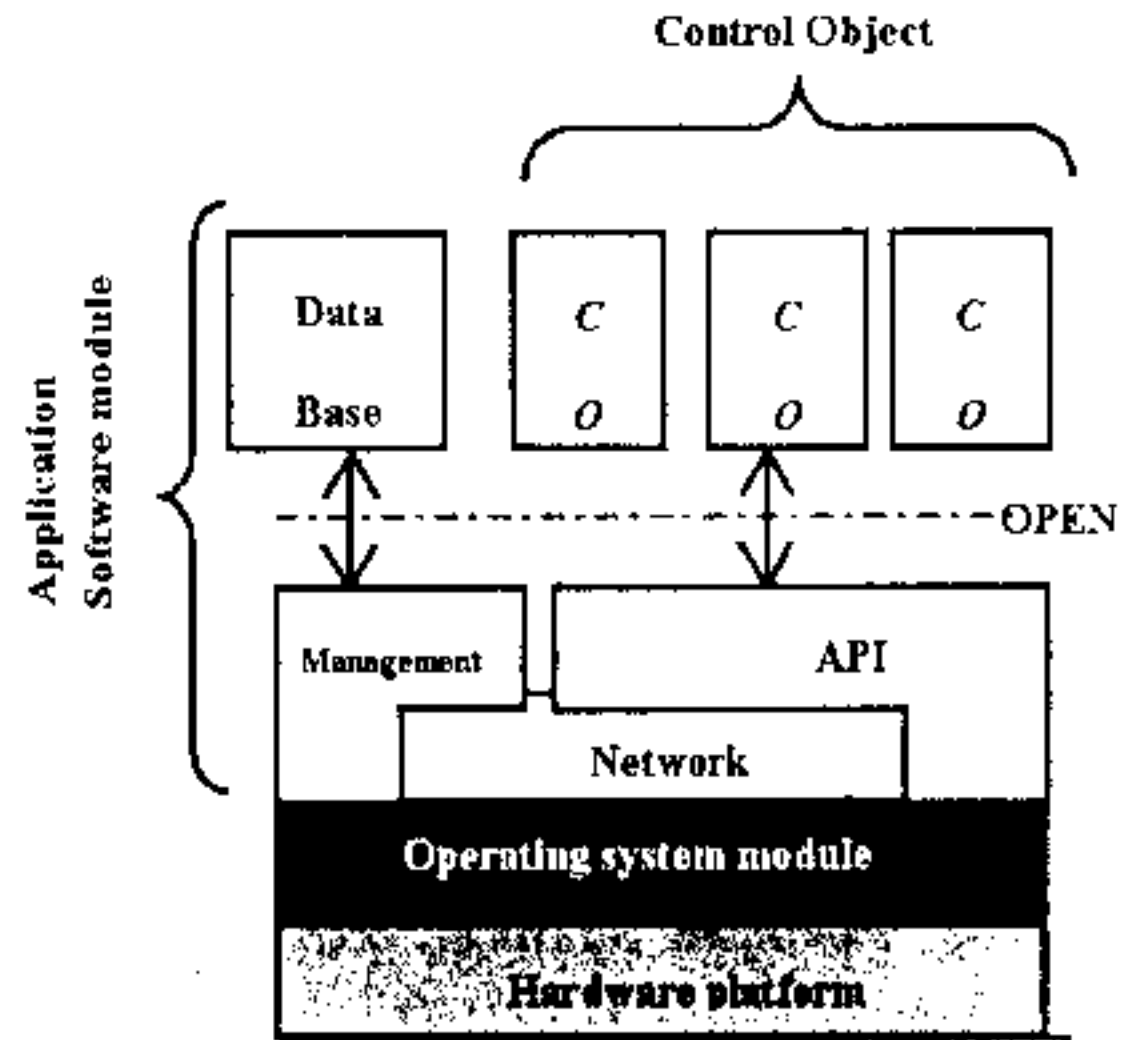 Control Object
Application
Software module
Data
Base
C
O
C
O
C
O
OPEN
Management
API
Network
Operating system module
Hardware platform